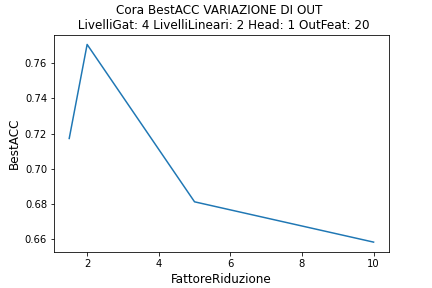 Cora BestACC VARIAZIONE DI OUT
LivelliGat: 4 LivelliLineari: 2 Head: 1 OutFeat: 20
0.76
0.74
0.72
0.70
0.68
0.66
BestACC
2 4 6 8 10
FattoreRiduzione